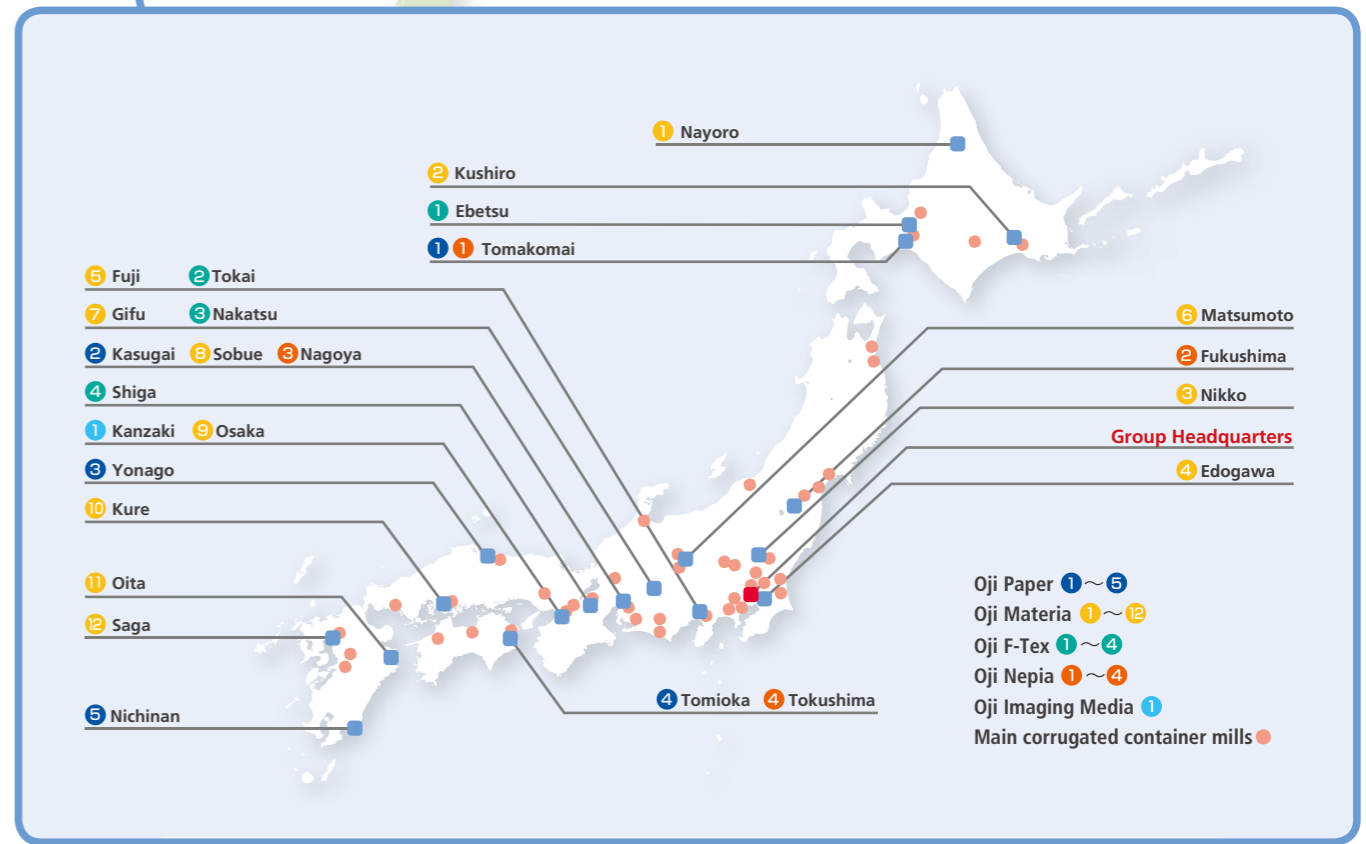 ① Nayoro
② Kushiro
① Ebetsu
① ① Tomakomai
⑤ Fuji ② Tokai
⑦ Gifu ③ Nakatsu
② Kasugai ⑧ Sobue ③ Nagoya
④ Shiga
① Kanzaki ⑨ Osaka
③ Yonago
⑩ Kure
⑪ Oita
⑫ Saga
⑤ Nichinan
④ Tomioka ④ Tokushima
⑥ Matsumoto
② Fukushima
③ Nikko
Group Headquarters
④ Edogawa
Oji Paper ①~⑤
Oji Materia ①~⑫
Oji F-Tex ①~④
Oji Nepia ①~④
Oji Imaging Media ①
Main corrugated container mills